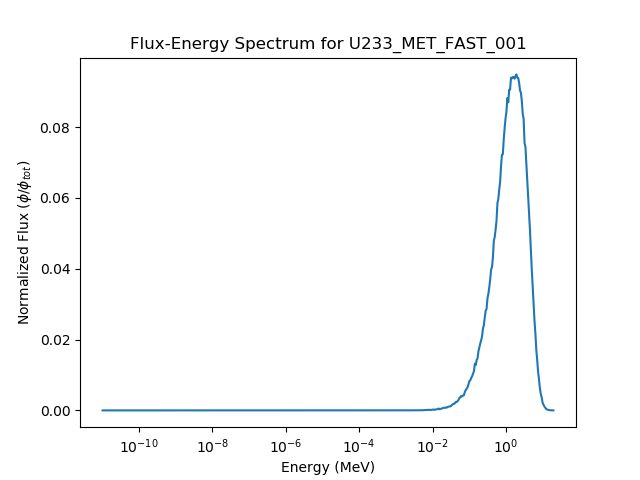 Flux-Energy Spectrum for U233_MET_FAST_001
Normalized Flux (ϕ/ϕ_tot)
0.08
0.06
0.04
0.02
0.00
10⁻¹⁰ 10⁻⁸ 10⁻⁶ 10⁻⁴ 10⁻² 10⁰
Energy (MeV)